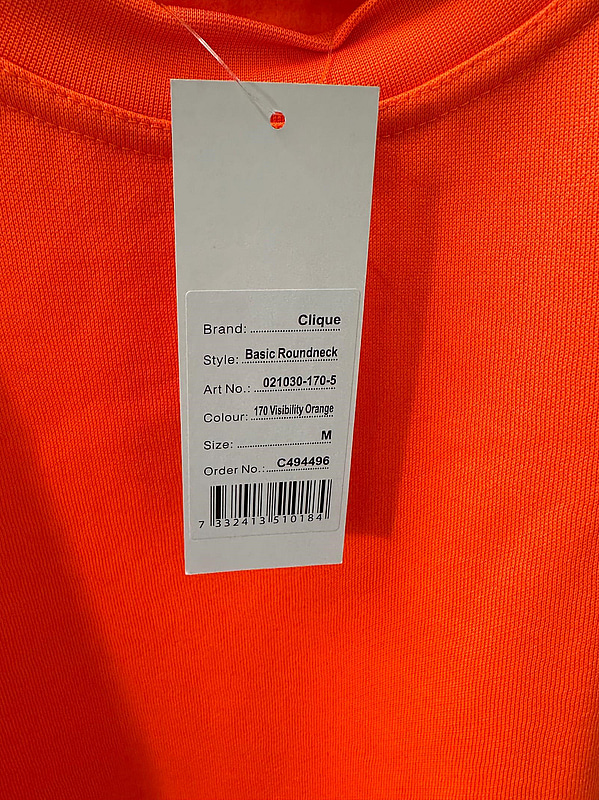 Brand: Clique
Style: Basic Roundneck
Art No.: 021030-170-5
Colour: 170 Visibility Orange
Size: M
Order No.: C494496
7 332413 510184